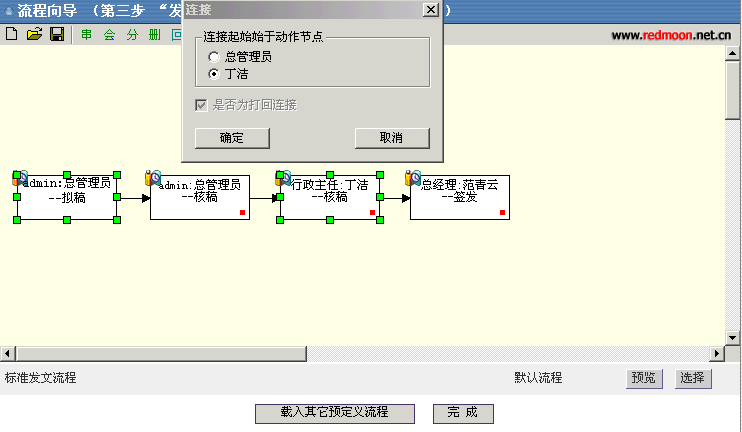 流程向导 （第三步 “发
）
连接
连接起始始于动作节点
总管理员
丁洁
是否为打回连接
确定
取消
串 会 分 册 回
www.redmoon.net.cn
admin:总管理员
--拟稿
admin:总管理员
--核稿
行政主任:丁洁
--核稿
总经理:范青云
--签发
标准发文流程
默认流程
预览
选择
载入其它预定义流程
完 成